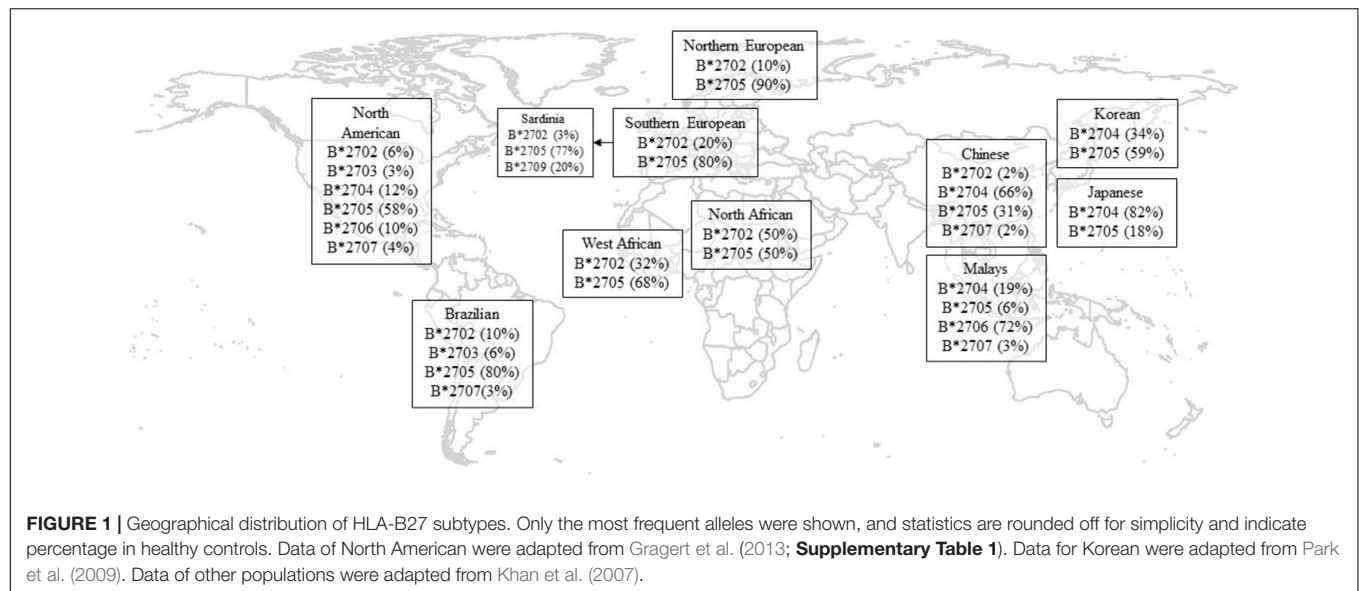 Northern European
B*2702 (10%)
B*2705 (90%)
North
American
B*2702 (6%)
B*2703 (3%)
B*2704 (12%)
B*2705 (58%)
B*2706 (10%)
B*2707 (4%)
Sardinia
B*2702 (3%)
B*2705 (77%)
B*2709 (20%)
Southern European
B*2702 (20%)
B*2705 (80%)
Korean
B*2704 (34%)
B*2705 (59%)
Chinese
B*2702 (2%)
B*2704 (66%)
B*2705 (31%)
B*2707 (2%)
Japanese
B*2704 (82%)
B*2705 (18%)
North African
B*2702 (50%)
B*2705 (50%)
West African
B*2702 (32%)
B*2705 (68%)
Malays
B*2704 (19%)
B*2705 (6%)
B*2706 (72%)
B*2707 (3%)
Brazilian
B*2702 (10%)
B*2703 (6%)
B*2705 (80%)
B*2707(3%)
FIGURE 1 | Geographical distribution of HLA-B27 subtypes. Only the most frequent alleles were shown, and statistics are rounded off for simplicity and indicate
percentage in healthy controls. Data of North American were adapted from Gragert et al. (2013; Supplementary Table 1). Data for Korean were adapted from Park
et al. (2009). Data of other populations were adapted from Khan et al. (2007).